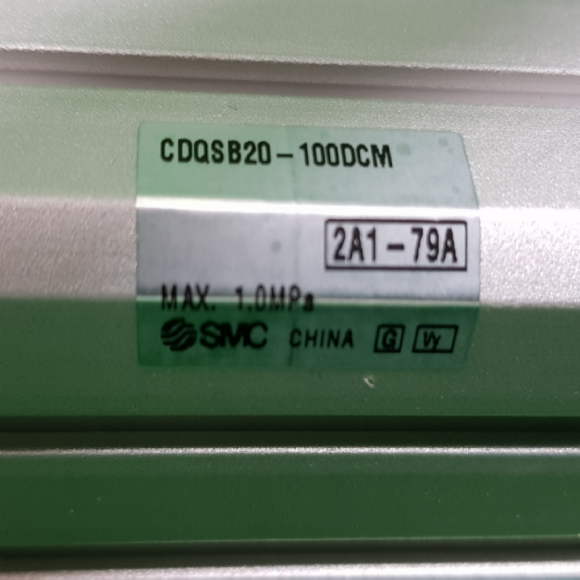 CDQSB20-100DCM
2A1-79A
MAX. 1.0MPa
SMC CHINA G Vy